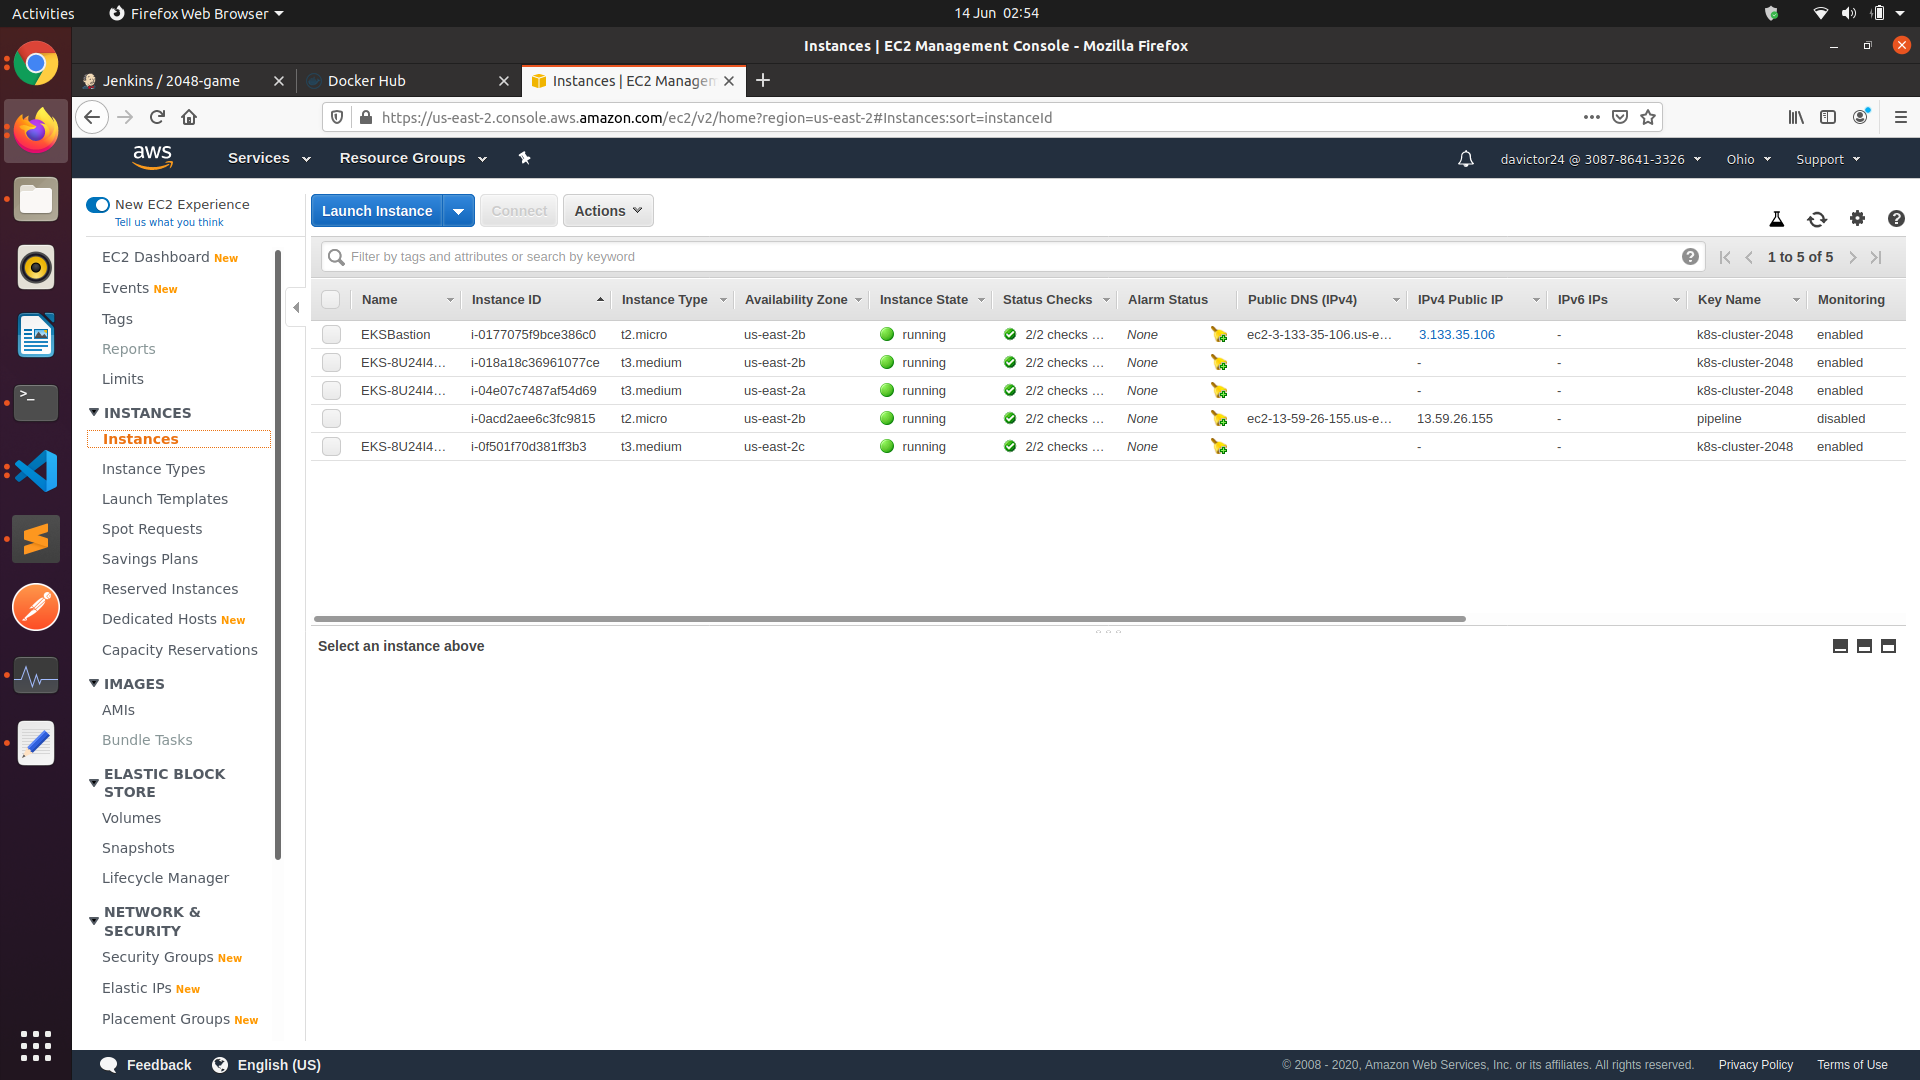 Activities Firefox Web Browser 14 Jun 02:54
Instances | EC2 Management Console - Mozilla Firefox
Jenkins / 2048-game Docker Hub Instances | EC2 Managem
https://us-east-2.console.aws.amazon.com/ec2/v2/home?region=us-east-2#Instances:sort=instanceId
aws Services Resource Groups davictor24 @ 3087-8641-3326 Ohio Support
New EC2 Experience
Tell us what you think
Launch Instance Connect Actions
EC2 Dashboard New
Events New
Tags
Reports
Limits
INSTANCES
Instances
Instance Types
Launch Templates
Spot Requests
Savings Plans
Reserved Instances
Dedicated Hosts New
Capacity Reservations
IMAGES
AMIs
Bundle Tasks
ELASTIC BLOCK
STORE
Volumes
Snapshots
Lifecycle Manager
NETWORK &
SECURITY
Security Groups New
Elastic IPs New
Placement Groups New
Filter by tags and attributes or search by keyword 1 to 5 of 5
Name Instance ID Instance Type Availability Zone Instance State Status Checks Alarm Status Public DNS (IPv4) IPv4 Public IP IPv6 IPs Key Name Monitoring
EKSBastion i-0177075f9bce386c0 t2.micro us-east-2b running 2/2 checks ... None ec2-3-133-35-106.us-e... 3.133.35.106 - k8s-cluster-2048 enabled
EKS-8U24I4... i-018a18c36961077ce t3.medium us-east-2b running 2/2 checks ... None - - k8s-cluster-2048 enabled
EKS-8U24I4... i-04e07c7487af54d69 t3.medium us-east-2a running 2/2 checks ... None - - k8s-cluster-2048 enabled
i-0acd2aee6c3fc9815 t2.micro us-east-2b running 2/2 checks ... None ec2-13-59-26-155.us-e... 13.59.26.155 - pipeline disabled
EKS-8U24I4... i-0f501f70d381ff3b3 t3.medium us-east-2c running 2/2 checks ... None - - k8s-cluster-2048 enabled
Select an instance above
Feedback English (US) © 2008 - 2020, Amazon Web Services, Inc. or its affiliates. All rights reserved. Privacy Policy Terms of Use